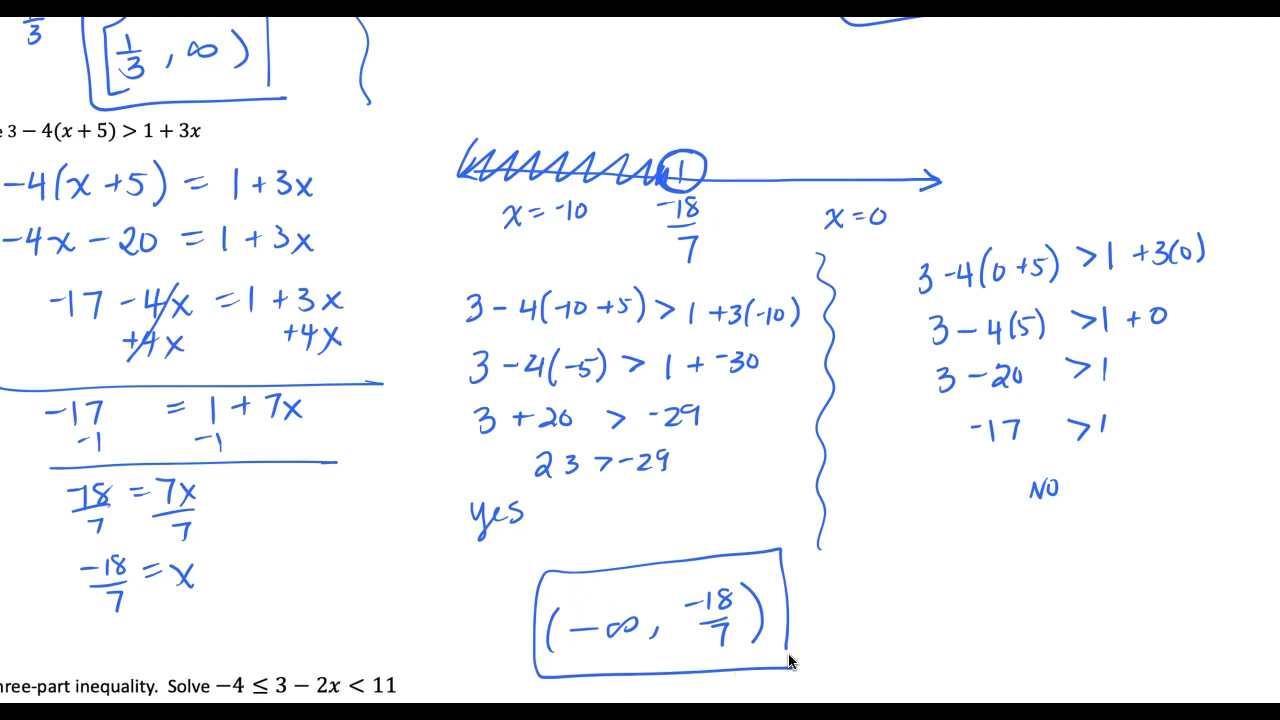 1/3 [1/3, ∞)
3 − 4(x + 5) > 1 + 3x
-4(x+5) = 1+3x
-4x - 20 = 1+3x
-17 - 4x = 1 + 3x
+4x +4x
-17 = 1 + 7x
-1 -1
-18/7 = 7x/7
-18/7 = x
x = -10 -18/7 x = 0
3 - 4(-10 +5) > 1 +3(-10)
3 - 4(-5) > 1 + -30
3 + 20 > -29
23 > -29
yes
3 - 4(0+5) > 1 + 3(0)
3 - 4(5) > 1 + 0
3 - 20 > 1
-17 > 1
NO
(-∞, -18/7)
hree-part inequality. Solve −4 ≤ 3 − 2x < 11